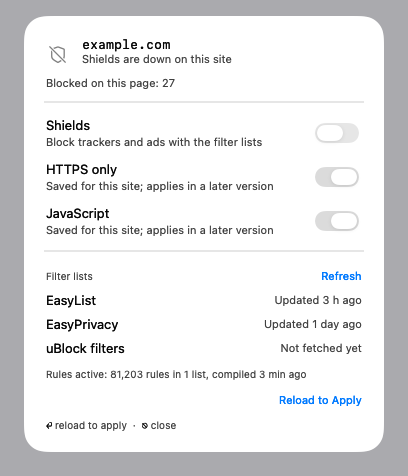 example.com
Shields are down on this site
Blocked on this page: 27
Shields
Block trackers and ads with the filter lists
HTTPS only
Saved for this site; applies in a later version
JavaScript
Saved for this site; applies in a later version
Filter lists Refresh
EasyList Updated 3 h ago
EasyPrivacy Updated 1 day ago
uBlock filters Not fetched yet
Rules active: 81,203 rules in 1 list, compiled 3 min ago
Reload to Apply
reload to apply · close